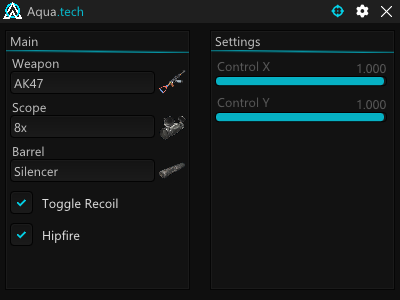 Aqua.tech
Main
Weapon
AK47
Scope
8x
Barrel
Silencer
Toggle Recoil
Hipfire
Settings
Control X 1.000
Control Y 1.000